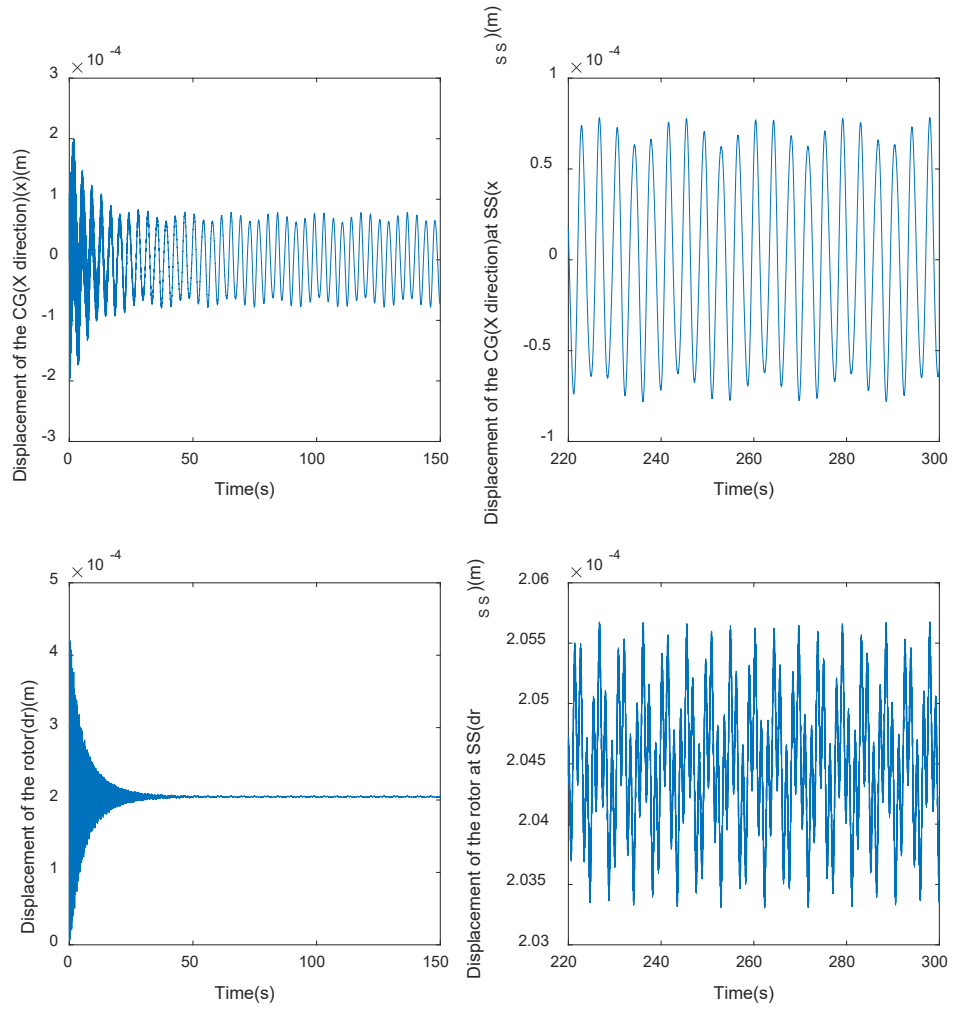 × 10 -4
3
2
1
0
-1
-2
-3
0 50 100 150
Time(s)
Displacement of the CG(X direction)(x)(m)
× 10 -4
1
0.5
0
-0.5
-1
220 240 260 280 300
Time(s)
Displacement of the CG(X direction)at SS(x SS)(m)
× 10 -4
5
4
3
2
1
0
0 50 100 150
Time(s)
Displacement of the rotor(dr)(m)
× 10 -4
2.06
2.055
2.05
2.045
2.04
2.035
2.03
220 240 260 280 300
Time(s)
Displacement of the rotor at SS(dr SS)(m)